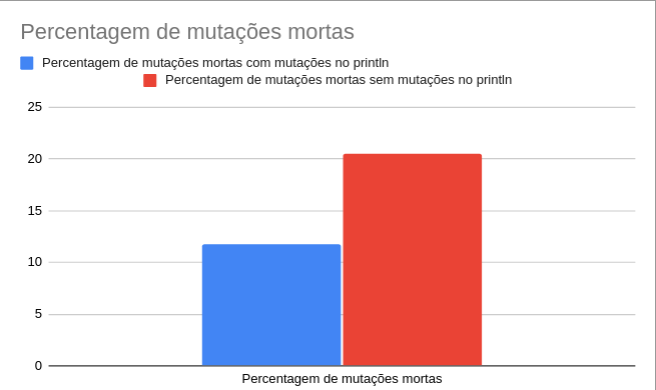 Percentagem de mutações mortas
Percentagem de mutações mortas com mutações no println
Percentagem de mutações mortas sem mutações no println
25
20
15
10
5
0
Percentagem de mutações mortas